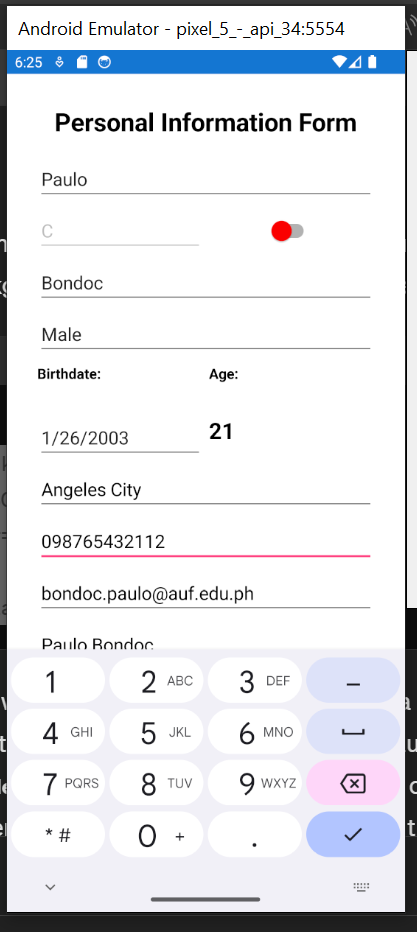 Android Emulator - pixel_5_-_api_34:5554
6:25
Personal Information Form
Paulo
C
Bondoc
Male
Birthdate: Age:
1/26/2003 21
Angeles City
098765432112
bondoc.paulo@auf.edu.ph
Paulo Bondoc
1 2 ABC 3 DEF –
4 GHI 5 JKL 6 MNO
7 PQRS 8 TUV 9 WXYZ
* # 0 + .